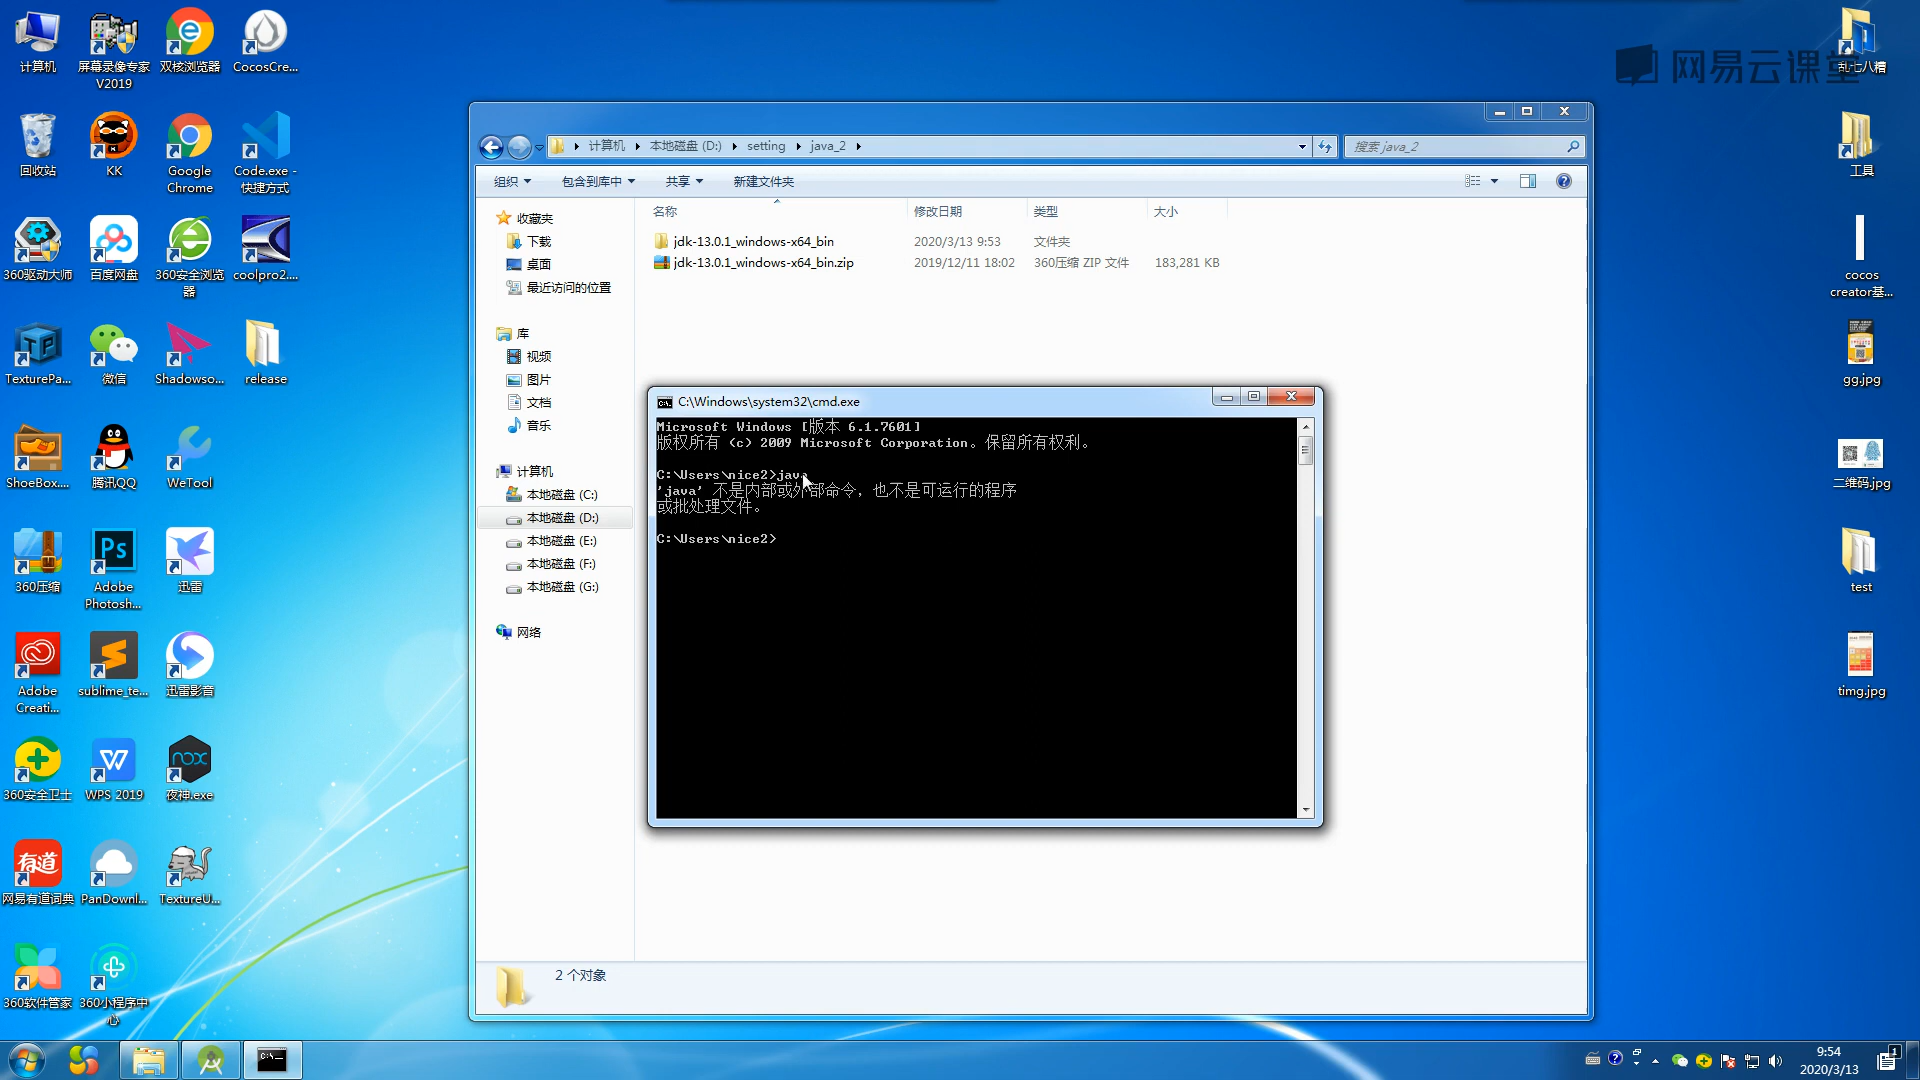 计算机
屏幕录像专家
V2019
双核浏览器
CocosCre...
回收站
KK
Google
Chrome
Code.exe -
快捷方式
360驱动大师
百度网盘
360安全浏览
器
coolpro2....
TexturePa...
微信
Shadowso...
release
ShoeBox....
腾讯QQ
WeTool
360压缩
Adobe
Photosh...
迅雷
Adobe
Creati...
sublime_te...
迅雷影音
360安全卫士
WPS 2019
夜神.exe
网易有道词典
PanDownl...
TextureU...
360软件管家
360小程序中
心
网易云课堂
乱七八糟
工具
cocos
creator基...
gg.jpg
二维码.jpg
test
timg.jpg
计算机 本地磁盘 (D:) setting java_2
搜索 java_2
组织 包含到库中 共享 新建文件夹
名称 修改日期 类型 大小
jdk-13.0.1_windows-x64_bin 2020/3/13 9:53 文件夹
jdk-13.0.1_windows-x64_bin.zip 2019/12/11 18:02 360压缩 ZIP 文件 183,281 KB
收藏夹
下载
桌面
最近访问的位置
库
视频
图片
文档
音乐
计算机
本地磁盘 (C:)
本地磁盘 (D:)
本地磁盘 (E:)
本地磁盘 (F:)
本地磁盘 (G:)
网络
C:\Windows\system32\cmd.exe
Microsoft Windows [版本 6.1.7601]
版权所有 (c) 2009 Microsoft Corporation。保留所有权利。
C:\Users\nice2>java
'java' 不是内部或外部命令，也不是可运行的程序
或批处理文件。
C:\Users\nice2>
2 个对象
9:54
2020/3/13
1